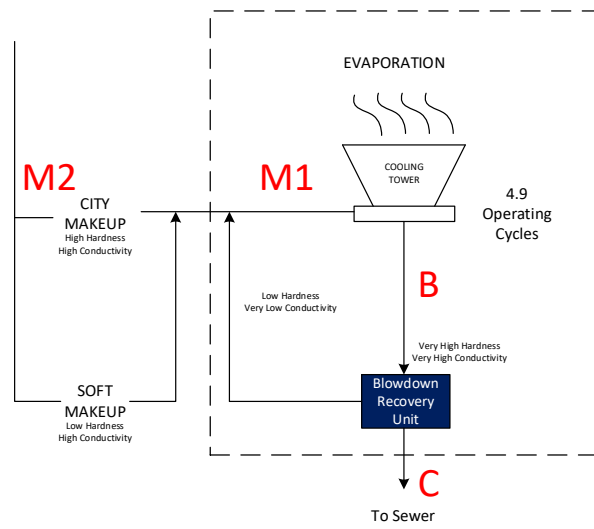 EVAPORATION
COOLING
TOWER
4.9
Operating
Cycles
M2
CITY
MAKEUP
High Hardness
High Conductivity
M1
B
Low Hardness
Very Low Conductivity
Very High Hardness
Very High Conductivity
Blowdown
Recovery
Unit
SOFT
MAKEUP
Low Hardness
High Conductivity
C
To Sewer